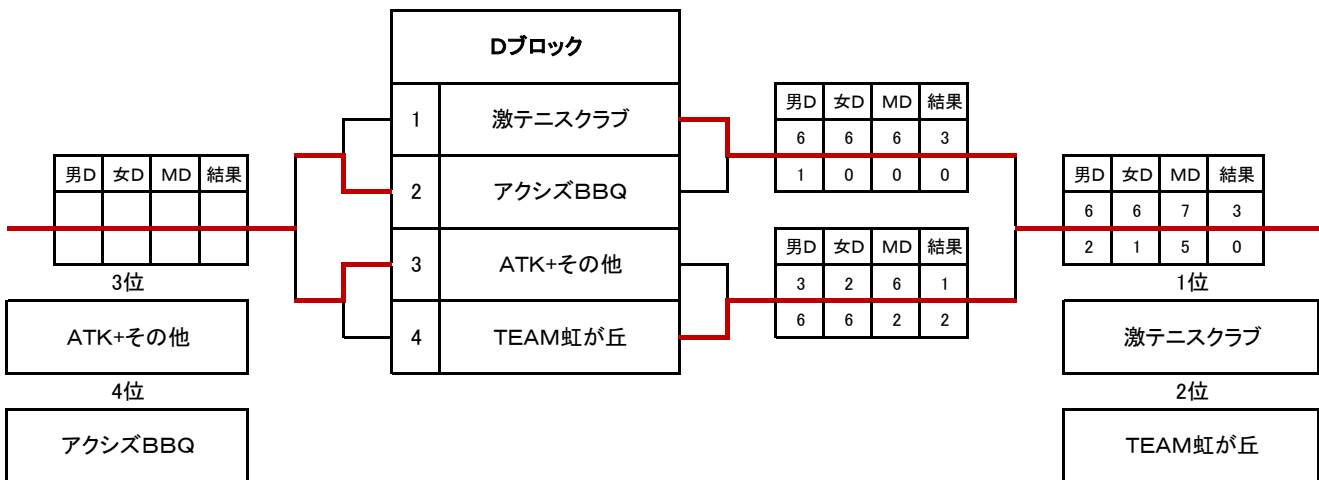 Dブロック
1 激テニスクラブ
2 アクシズBBQ
3 ATK+その他
4 TEAM虹が丘
男D 女D MD 結果
3位
ATK+その他
4位
アクシズBBQ
男D 女D MD 結果
6 6 6 3
1 0 0 0
男D 女D MD 結果
3 2 6 1
6 6 2 2
男D 女D MD 結果
6 6 7 3
2 1 5 0
1位
激テニスクラブ
2位
TEAM虹が丘